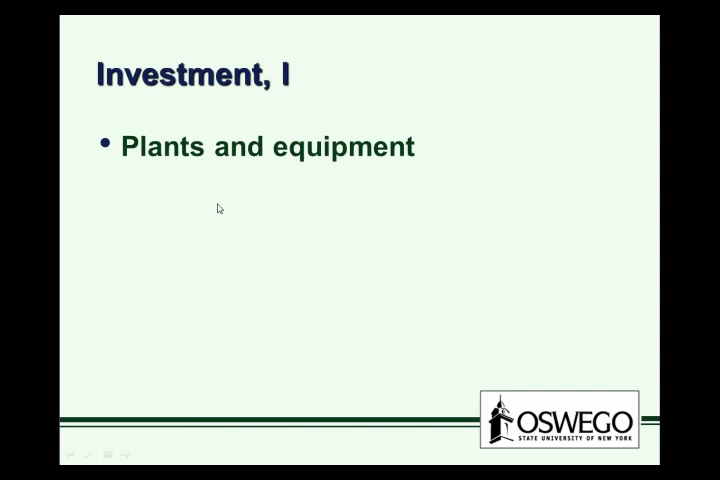 Investment, I
• Plants and equipment
OSWEGO
STATE UNIVERSITY OF NEW YORK